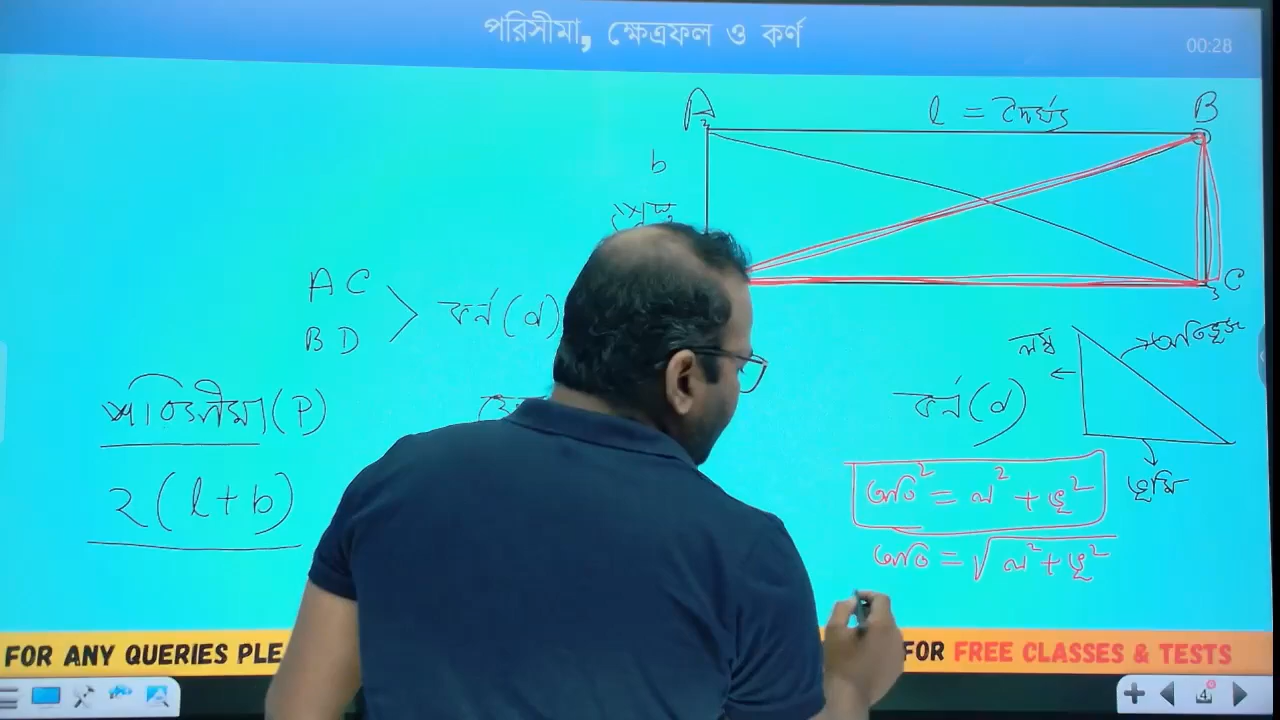 পরিসীমা, ক্ষেত্রফল ও কর্ণ
00:28
A
l = দৈর্ঘ্য
B
b
প্রস্থ
C
AC
BD
কর্ন (d)
লম্ব
অতিভূজ
পরিসীমা (P)
কর্ন (d)
ভূমি
2 (l + b)
অতি² = ল² + ভূ²
অতি = √ল² + ভূ²
FOR ANY QUERIES PLE
FOR FREE CLASSES & TESTS
4